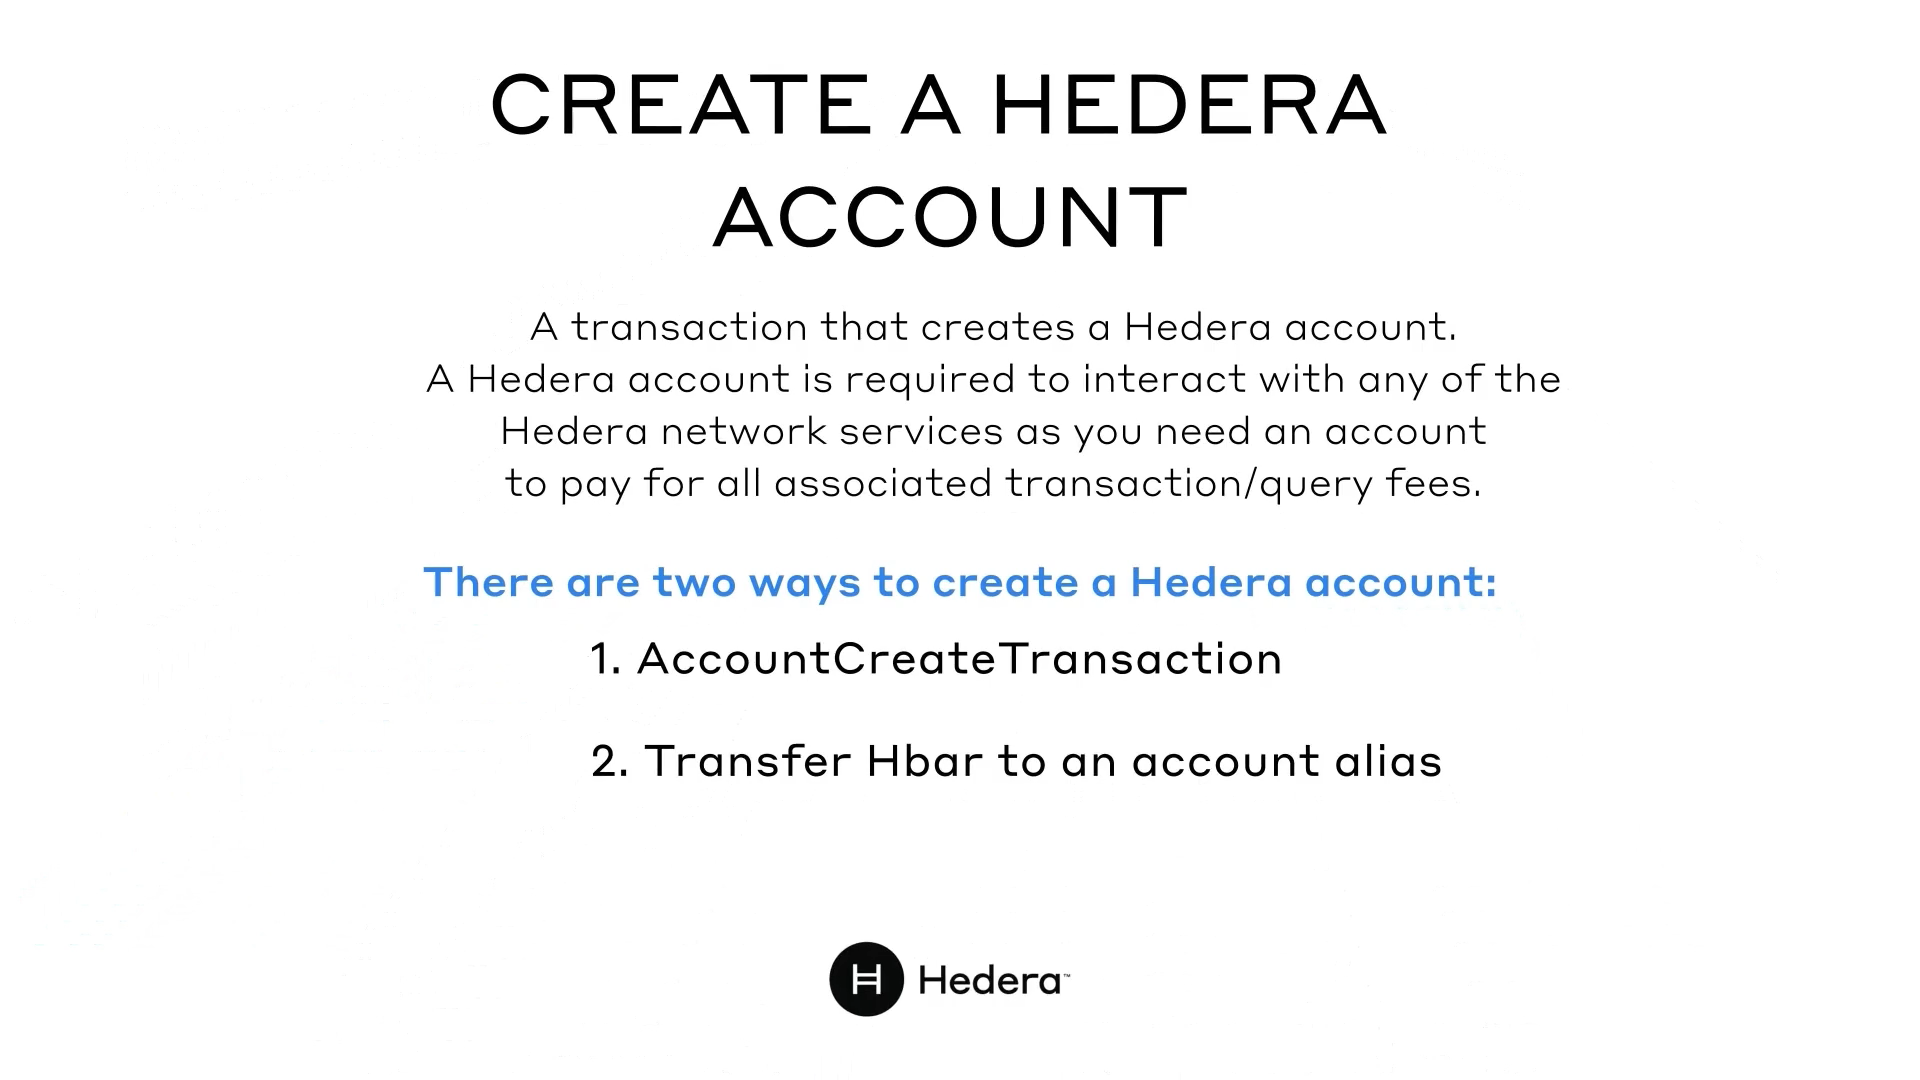 CREATE A HEDERA
ACCOUNT
A transaction that creates a Hedera account.
A Hedera account is required to interact with any of the
Hedera network services as you need an account
to pay for all associated transaction/query fees.
There are two ways to create a Hedera account:
1. AccountCreateTransaction
2. Transfer Hbar to an account alias
H Hedera™